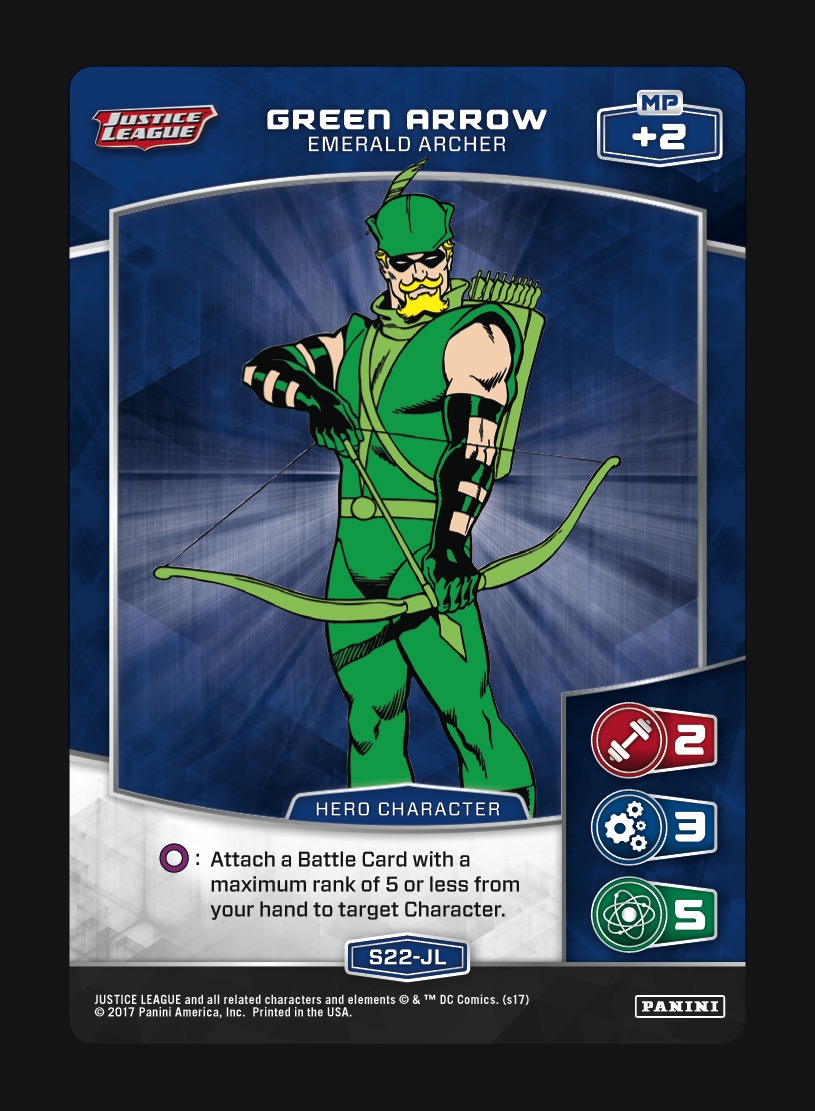 JUSTICE
LEAGUE
GREEN ARROW
EMERALD ARCHER
MP
+2
2
3
5
HERO CHARACTER
: Attach a Battle Card with a
maximum rank of 5 or less from
your hand to target Character.
S22-JL
JUSTICE LEAGUE and all related characters and elements © & ™ DC Comics. (s17)
© 2017 Panini America, Inc. Printed in the USA.
PANINI